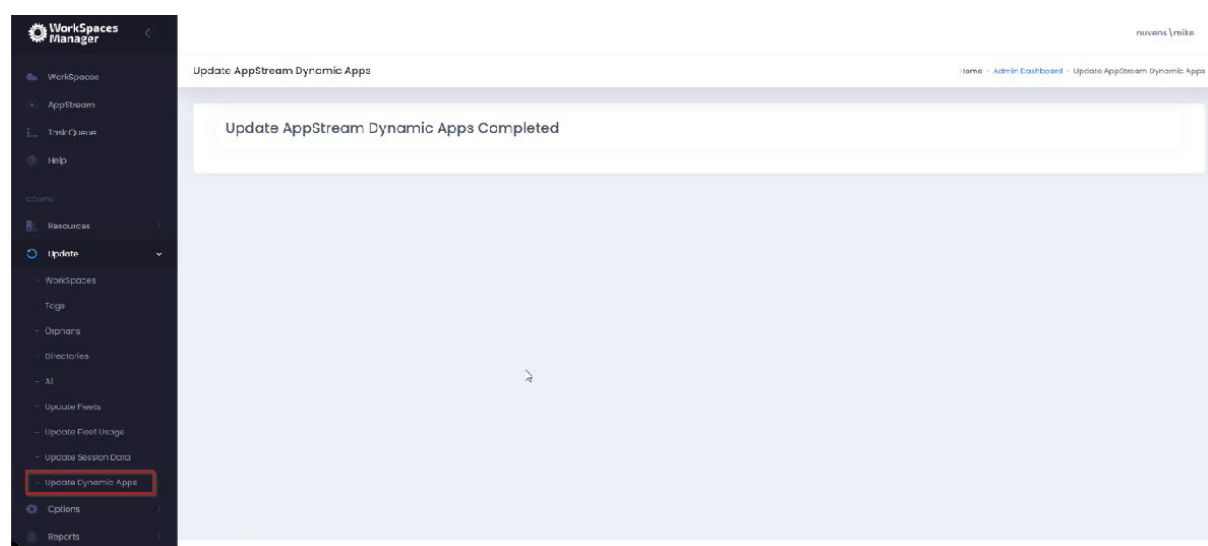 WorkSpaces
Manager
nuvens\mike
Update AppStream Dynamic Apps
Home - Admin Dashboard - Update AppStream Dynamic Apps
WorkSpaces
AppStream
Task Queue
Help
Update AppStream Dynamic Apps Completed
CONFIG
Resources
Update
- WorkSpaces
Tags
- Orphans
- Directories
- AI
- Update Fleets
- Update Fleet Usage
- Update Session Data
- Update Dynamic Apps
Options
Reports